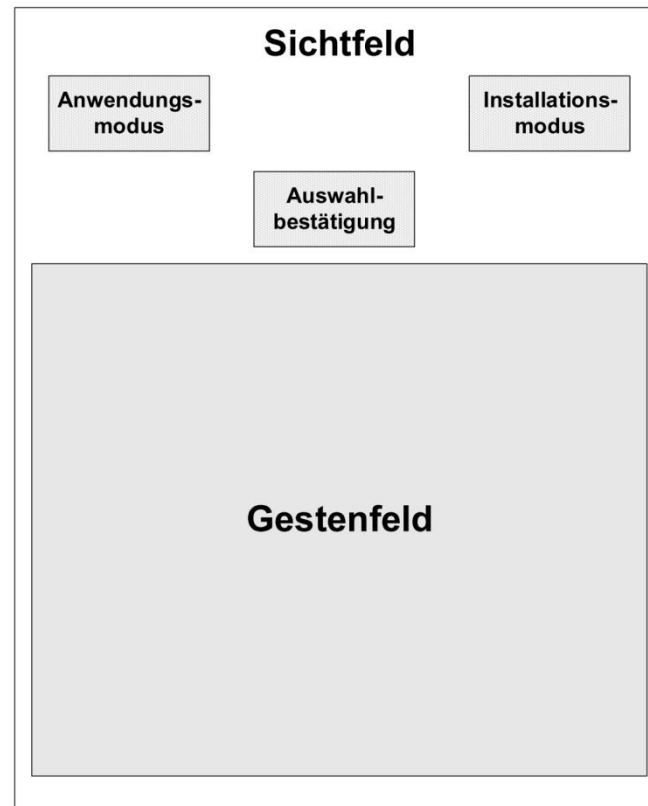 Sichtfeld
Anwendungs-
modus
Installations-
modus
Auswahl-
bestätigung
Gestenfeld